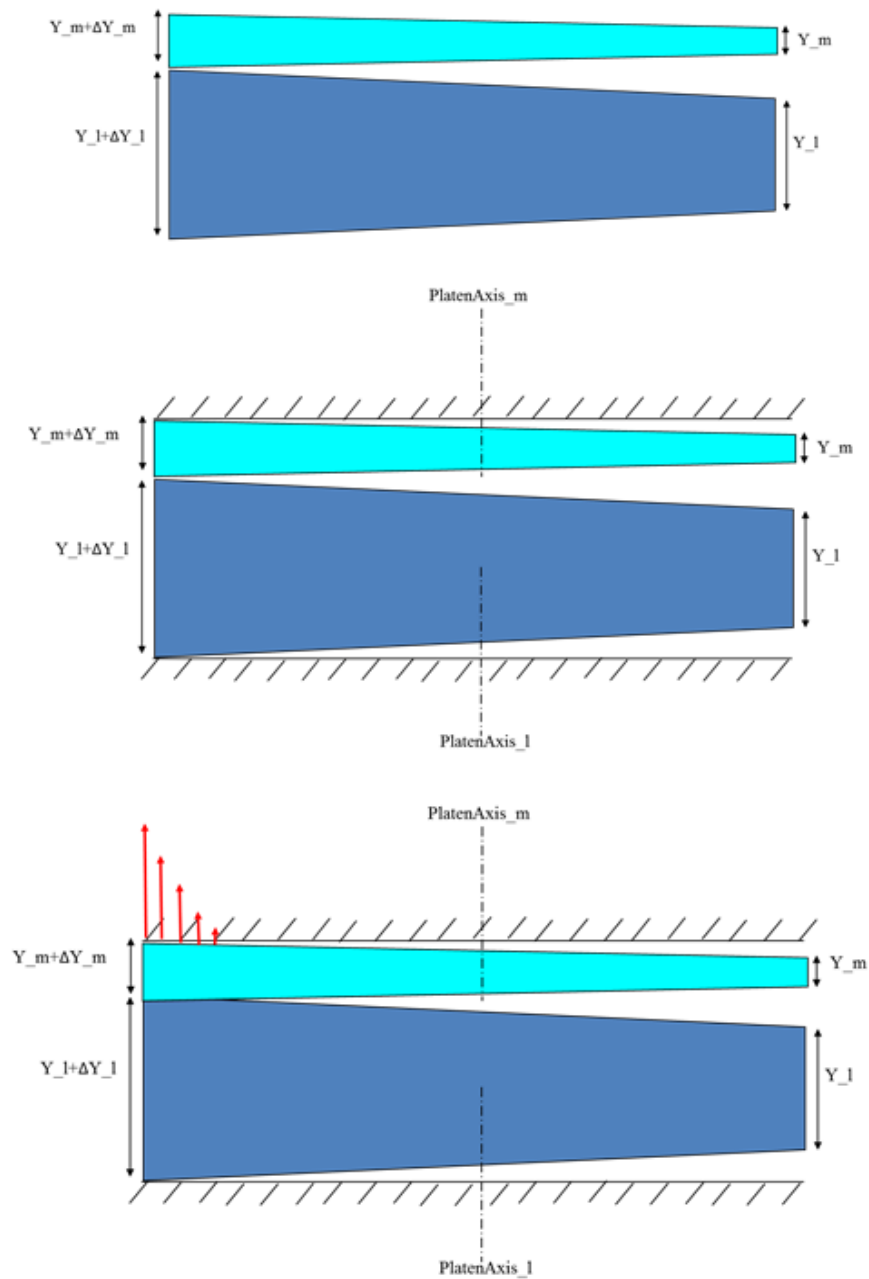 Y_m+ΔY_m
Y_m
Y_l+ΔY_l
Y_l
PlatenAxis_m
Y_m+ΔY_m
Y_m
Y_l+ΔY_l
Y_l
PlatenAxis_l
PlatenAxis_m
Y_m+ΔY_m
Y_m
Y_l+ΔY_l
Y_l
PlatenAxis_l